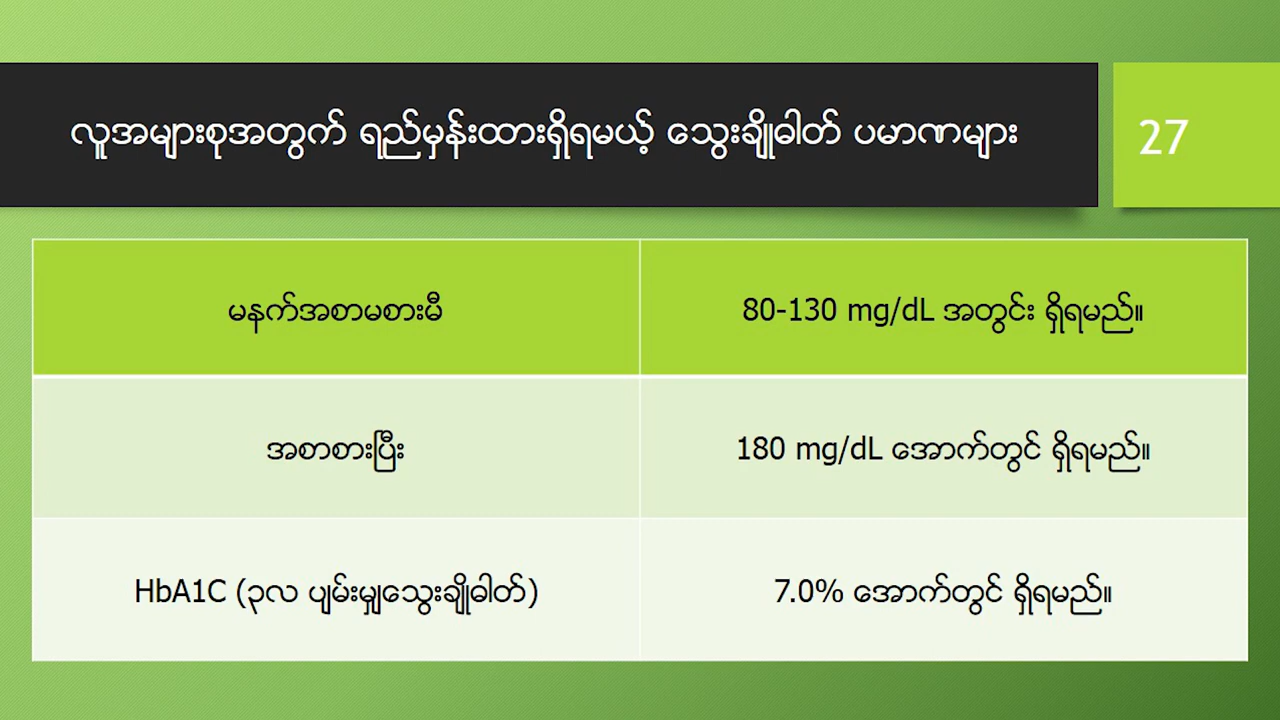 လူအများစုအတွက် ရည်မှန်းထားရှိရမယ့် သွေးချိုဓါတ် ပမာဏများ
27
မနက်အစာမစားမီ
80-130 mg/dL အတွင်း ရှိရမည်။
အစာစားပြီး
180 mg/dL အောက်တွင် ရှိရမည်။
HbA1C (၃လ ပျမ်းမျှသွေးချိုဓါတ်)
7.0% အောက်တွင် ရှိရမည်။